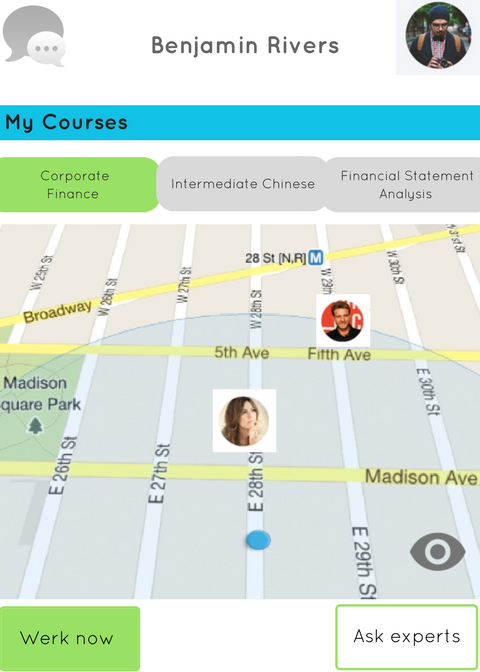 Benjamin Rivers
My Courses
Corporate
Finance
Intermediate Chinese
Financial Statement
Analysis
W 31st St
28 St [N,R] M
W 25th St
W 26th St
W 27th St
W 28th St
W 29th
W 30th St
Broadway
5th Ave
Fifth Ave
Madison
quare Park
E 30th St
E 26th St
E 27th St
E 28th St
Madison Ave
E 29th St
Werk now
Ask experts